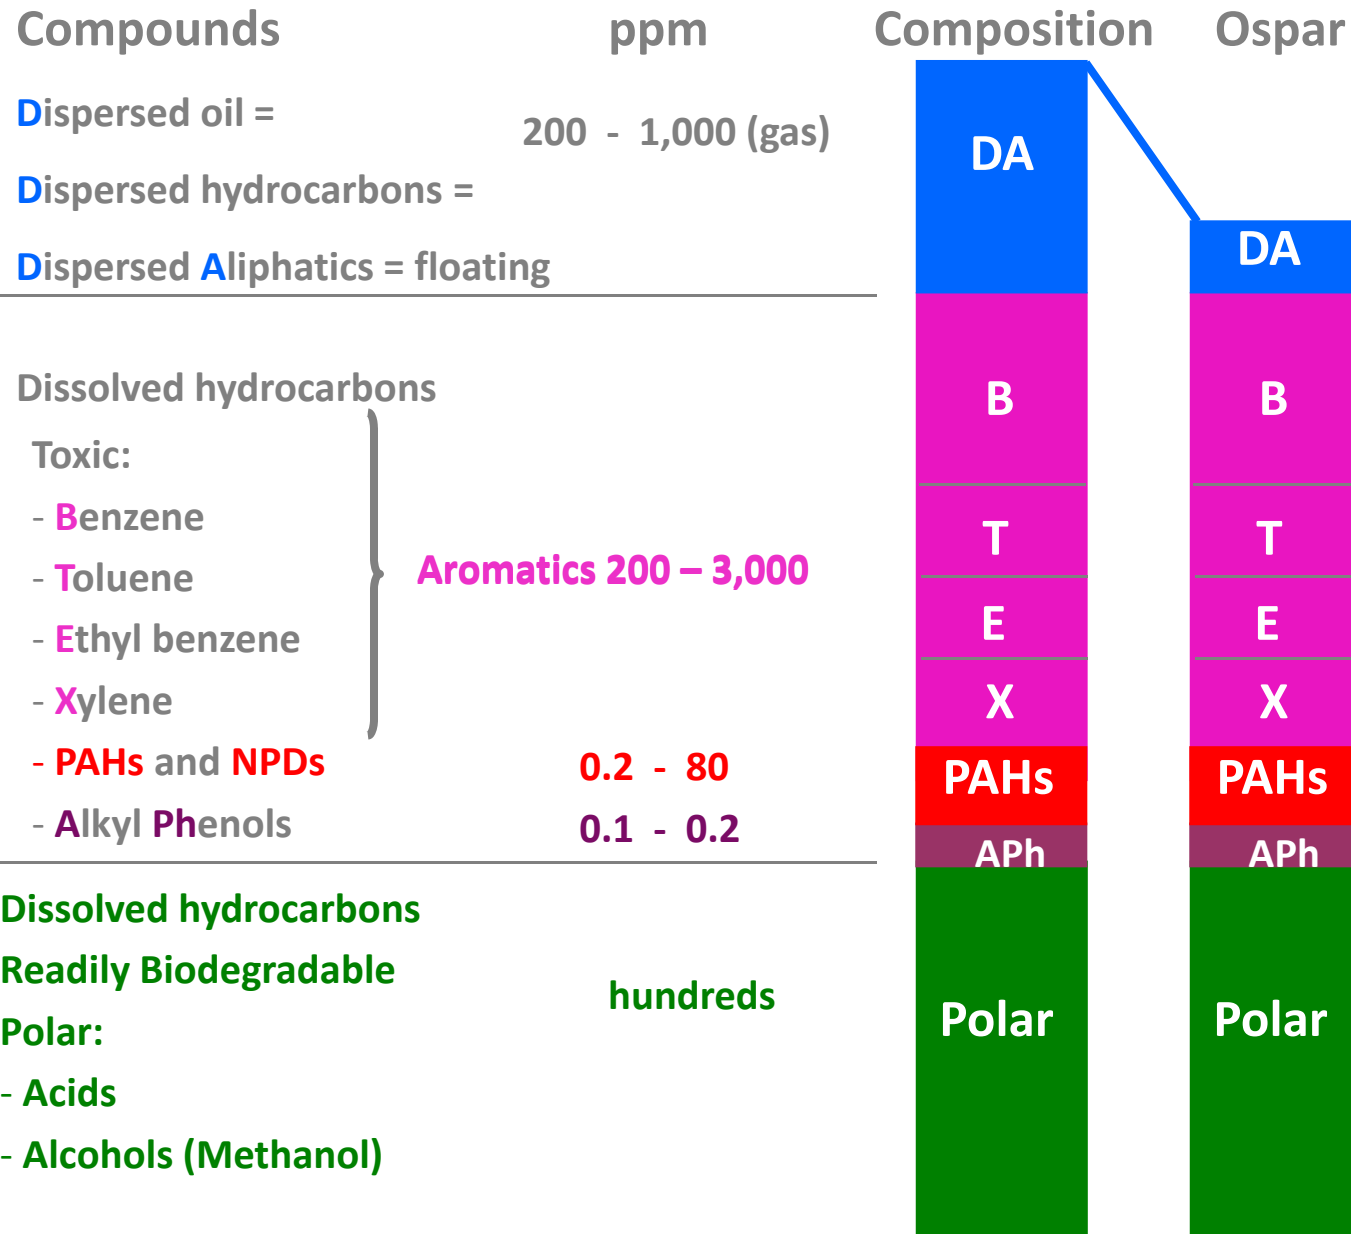 Compounds ppm Composition Ospar
Dispersed oil =
200 - 1,000 (gas)
Dispersed hydrocarbons =
Dispersed Aliphatics = floating
Dissolved hydrocarbons
Toxic:
- Benzene
- Toluene
- Ethyl benzene
- Xylene
Aromatics 200 – 3,000
- PAHs and NPDs 0.2 - 80
- Alkyl Phenols 0.1 - 0.2
Dissolved hydrocarbons
Readily Biodegradable
Polar:
- Acids
- Alcohols (Methanol)
hundreds
DA
B
T
E
X
PAHs
APh
Polar
DA
B
T
E
X
PAHs
APh
Polar